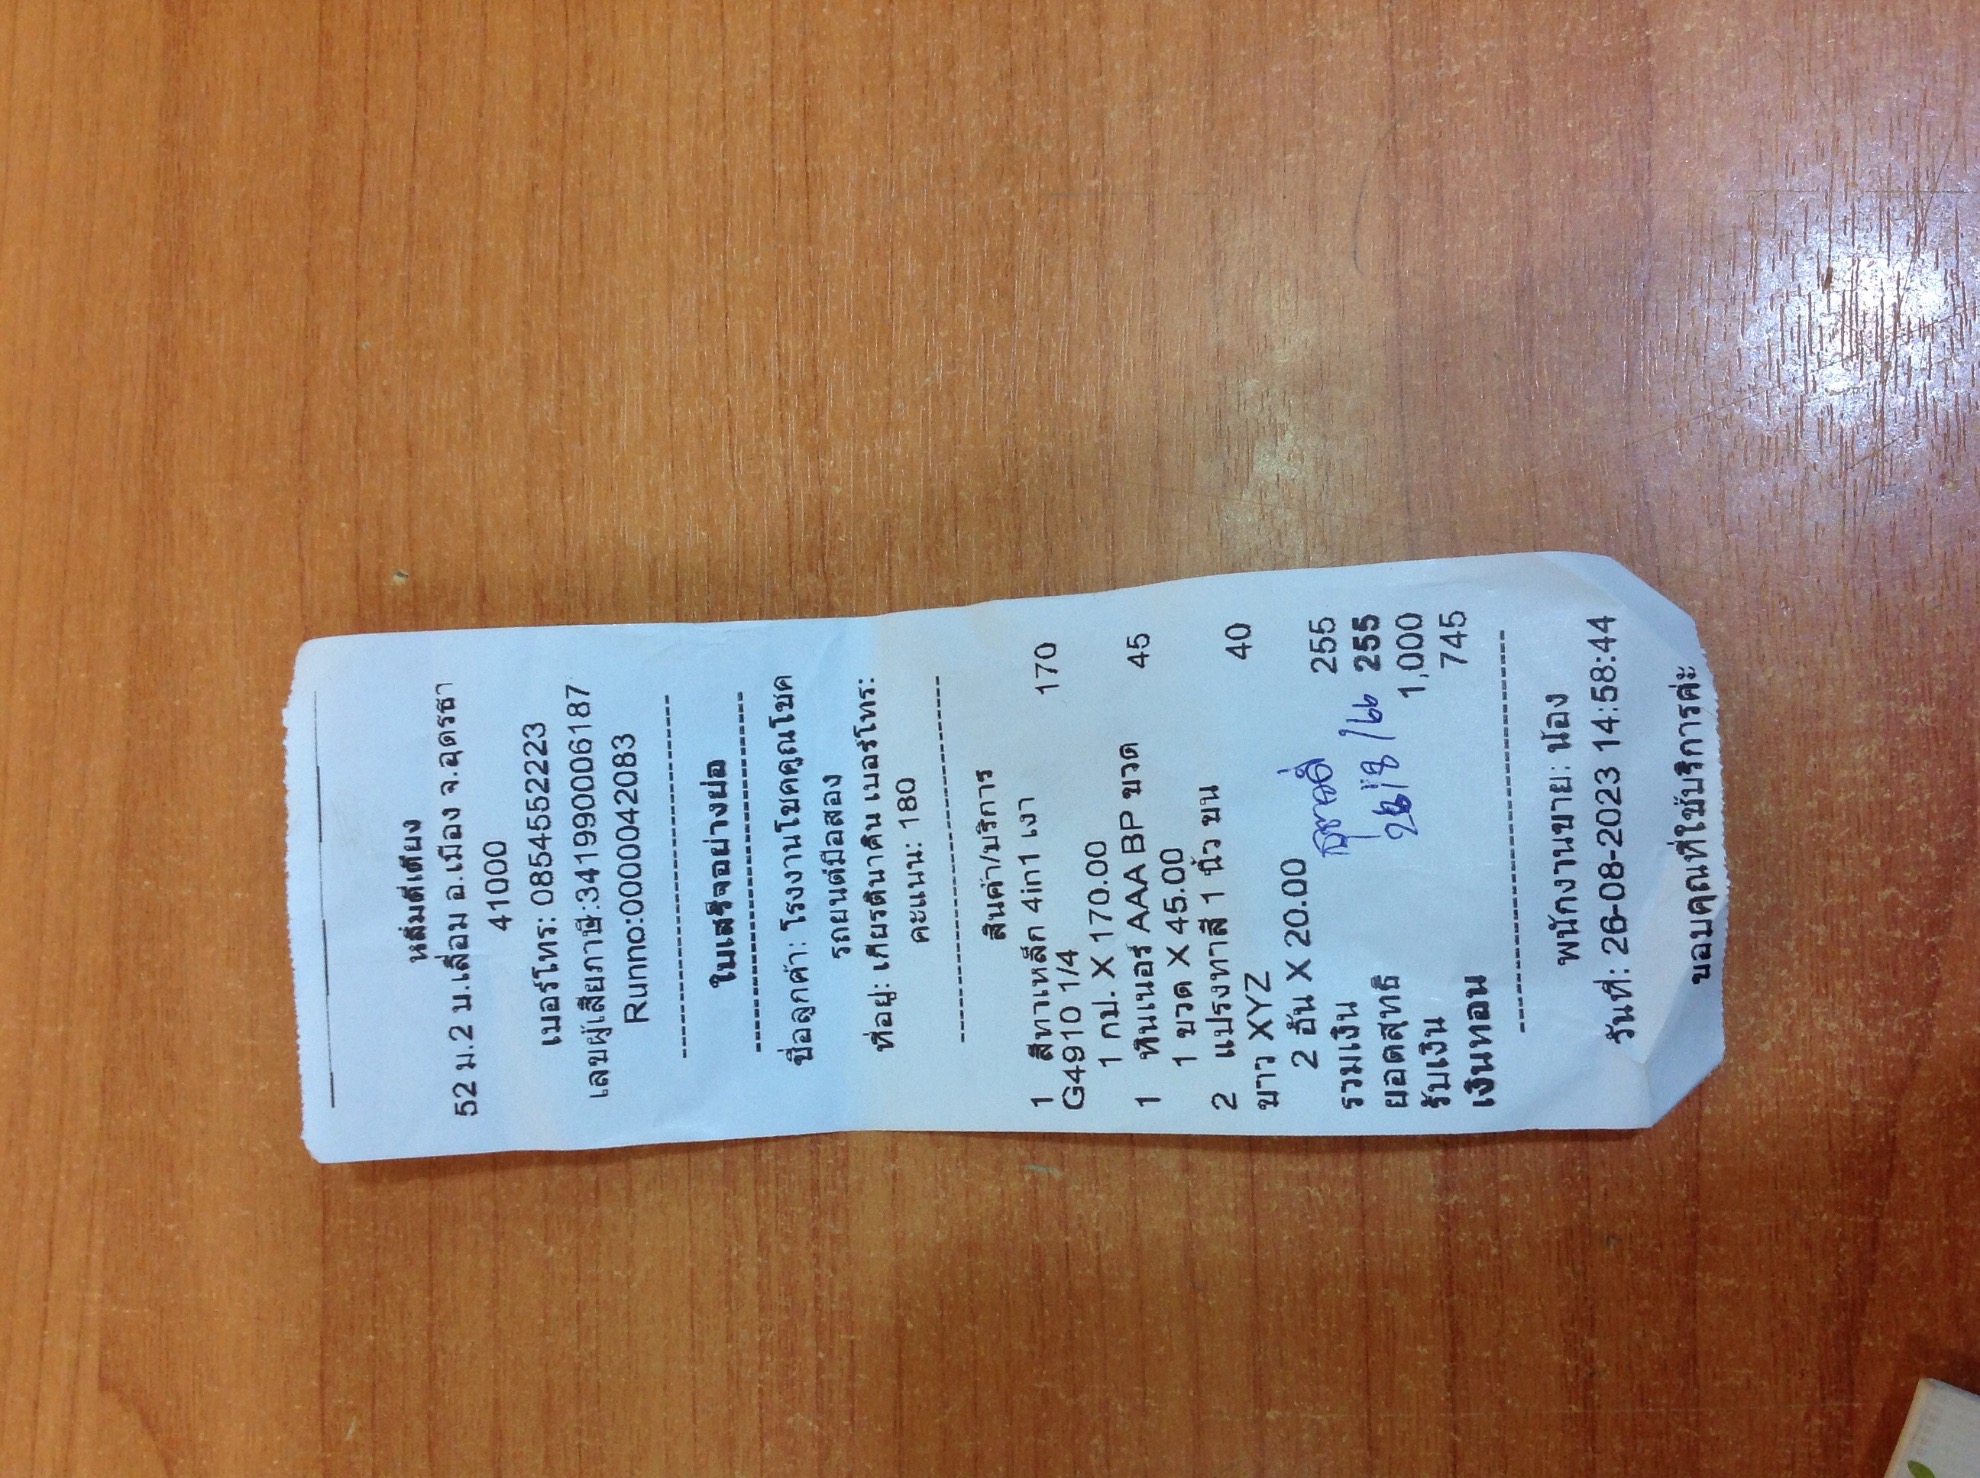 หลิ่มตี่เตียง
52 ม.2 บ.เลื่อม อ.เมือง จ.อุดรธา
41000
เบอร์โทร: 0854552223
เลขผู้เสียภาษี:3419900006187
Runno:0000042083
ใบเสร็จอย่างย่อ
ชื่อลูกค้า: โรงงานโชคคูณโชค
รถยนต์มือสอง
ที่อยู่: เกียรตินาคิน เบอร์โทร:
คะแนน: 180
สินค้า/บริการ
1 สีทาเหล็ก 4in1 เงา 170
G4910 1/4
1 กป. X 170.00
1 ทินเนอร์ AAA BP ขวด 45
1 ขวด X 45.00
2 แปรงทาสี 1 นิ้ว ขน 40
ขาว XYZ
2 อัน X 20.00
รวมเงิน 255
ยอดสุทธิ 255
26/8/66
รับเงิน 1,000
เงินทอน 745
พนักงานขาย: น้อง
วันที่: 26-08-2023 14:58:44
ขอบคุณที่ใช้บริการค่ะ